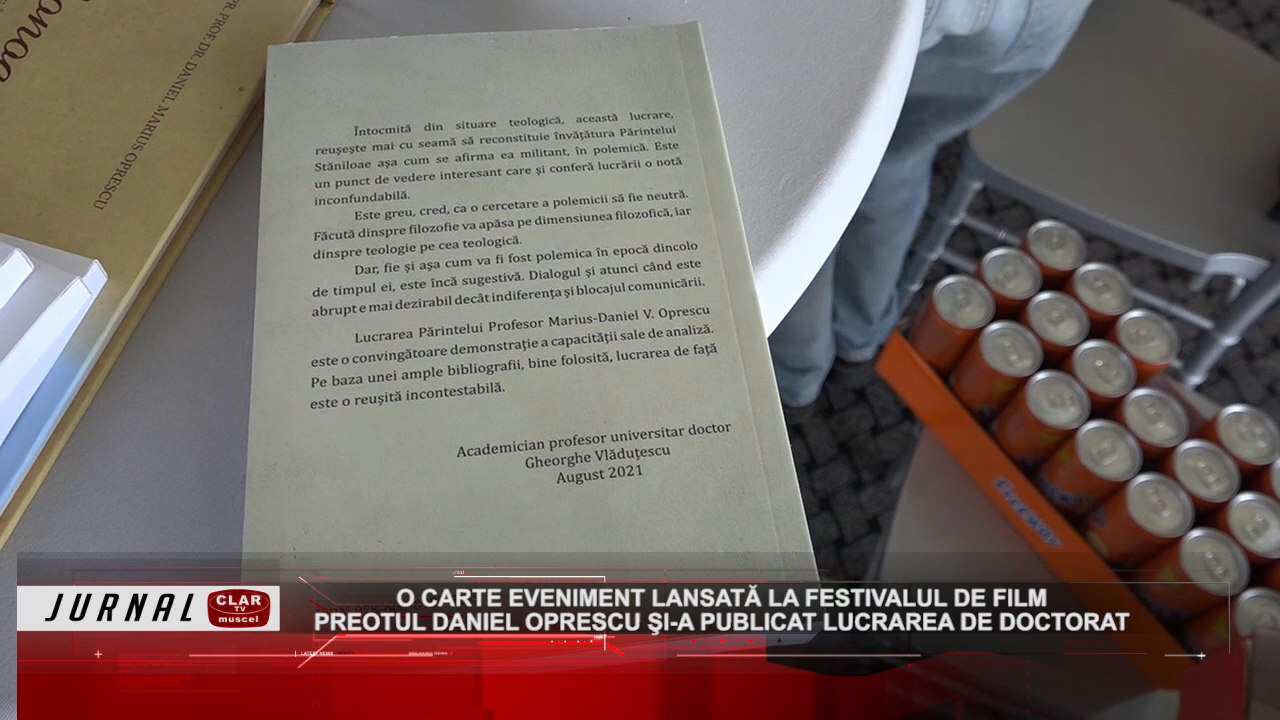 PR. PROF. DR. DANIEL MARIUS OPRESCU
Întocmită din situare teologică, această lucrare,
reușește mai cu seamă să reconstituie învățătura Părintelui
Stăniloae așa cum se afirma ea militant, în polemică. Este
un punct de vedere interesant care și conferă lucrării o notă
inconfundabilă.
Este greu, cred, ca o cercetare a polemicii să fie neutră.
Făcută dinspre filozofie va apăsa pe dimensiunea filozofică, iar
dinspre teologie pe cea teologică.
Dar, fie și așa cum va fi fost polemica în epocă dincolo
de timpul ei, este încă sugestivă. Dialogul și atunci când este
abrupt e mai dezirabil decât indiferența și blocajul comunicării.
Lucrarea Părintelui Profesor Marius-Daniel V. Oprescu
este o convingătoare demonstrație a capacității sale de analiză.
Pe baza unei ample bibliografii, bine folosită, lucrarea de față
este o reușită incontestabilă.
Academician profesor universitar doctor
Gheorghe Vlăduțescu
August 2021
Freeway
JURNAL
CLAR
TV
muscel
O CARTE EVENIMENT LANSATĂ LA FESTIVALUL DE FILM
PREOTUL DANIEL OPRESCU ŞI-A PUBLICAT LUCRAREA DE DOCTORAT
LATEST NEWS
BREAKING NEWS